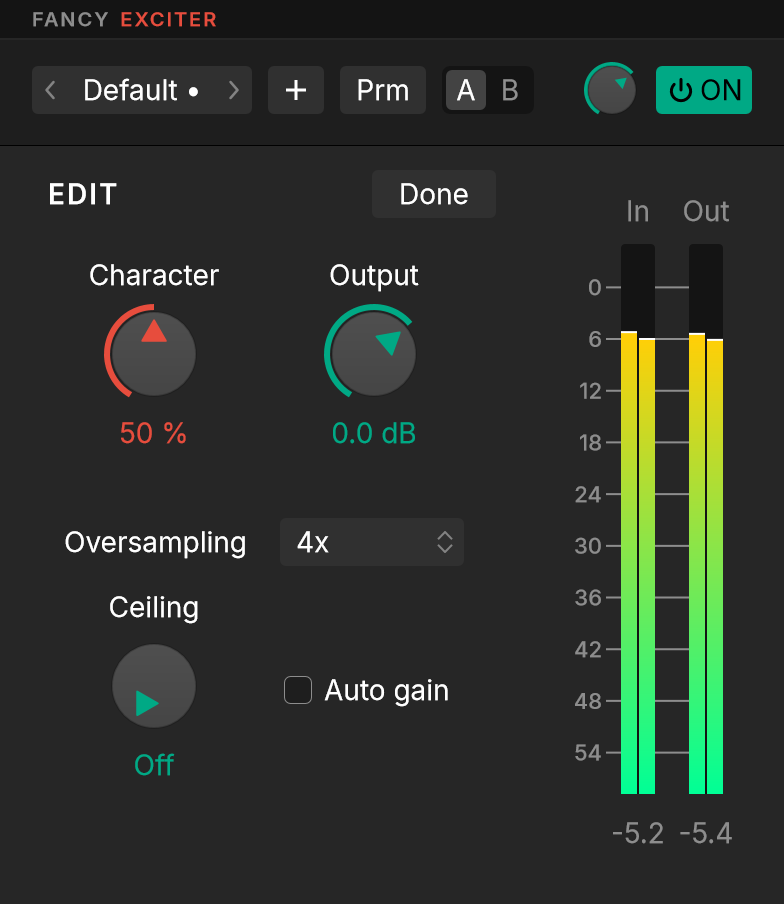 FANCY EXCITER
Default •
+
Prm
A B
ON
EDIT
Done
In Out
Character
Output
50 %
0.0 dB
Oversampling
4x
Ceiling
Auto gain
Off
0
6
12
18
24
30
36
42
48
54
-5.2 -5.4